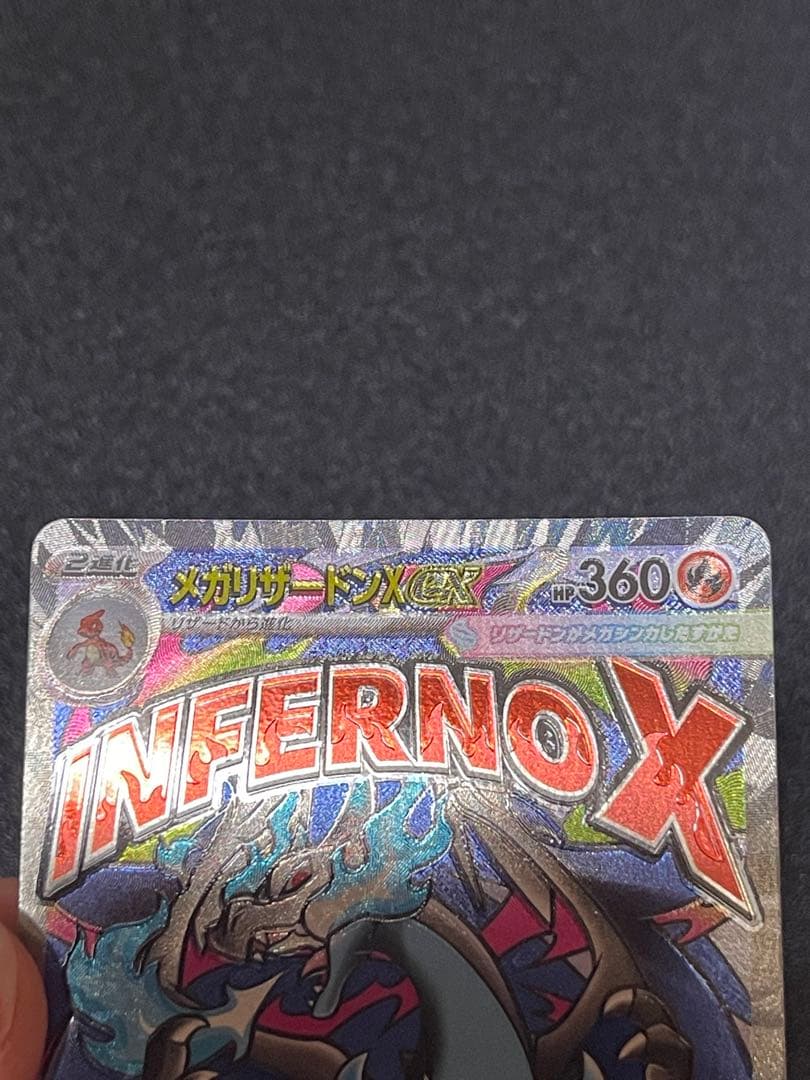 2進化 メガリザードンXex HP360
リザードから進化
リザードンがメガシンカしたすがた
INFERNO X